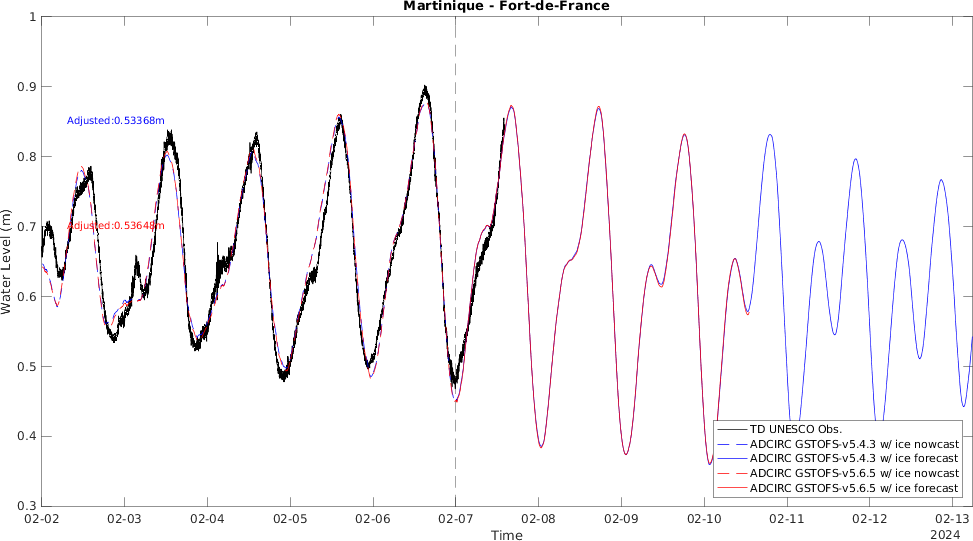 Martinique - Fort-de-France
1
0.9
0.8
0.7
0.6
0.5
0.4
0.3
Water Level (m)
Adjusted:0.53368m
Adjusted:0.53648m
TD UNESCO Obs.
ADCIRC GSTOFS-v5.4.3 w/ ice nowcast
ADCIRC GSTOFS-v5.4.3 w/ ice forecast
ADCIRC GSTOFS-v5.6.5 w/ ice nowcast
ADCIRC GSTOFS-v5.6.5 w/ ice forecast
02-02 02-03 02-04 02-05 02-06 02-07 02-08 02-09 02-10 02-11 02-12 02-13
Time
2024